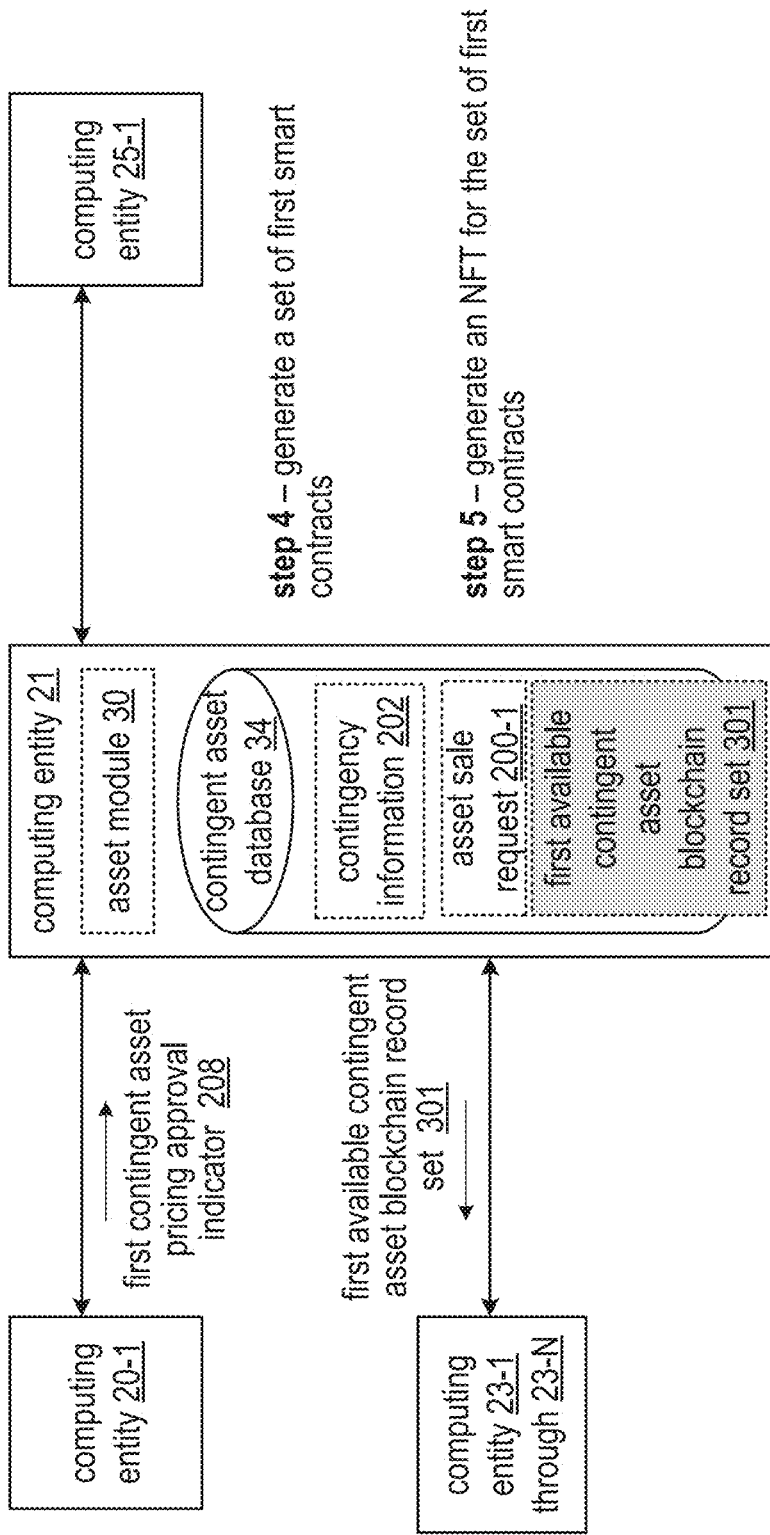 computing
entity 20-1
first contingent asset
pricing approval
indicator 208
computing
entity 23-1
through 23-N
first available contingent
asset blockchain record
set 301
computing entity 21
asset module 30
contingent asset
database 34
contingency
information 202
asset sale
request 200-1
first available
contingent
asset
blockchain
record set 301
computing
entity 25-1
step 4 – generate a set of first smart
contracts
step 5 – generate an NFT for the set of first
smart contracts